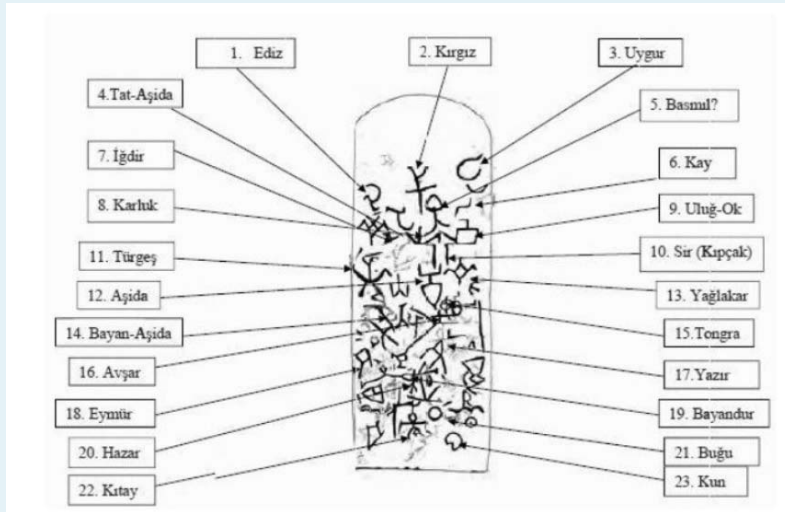 1. Ediz
2. Kırgız
3. Uygur
4.Tat-Aşida
5. Basmıl?
6. Kay
7. İğdir
8. Karluk
9. Uluğ-Ok
10. Sir (Kıpçak)
11. Türgeş
12. Aşida
13. Yağlakar
14. Bayan-Aşida
15.Tongra
16. Avşar
17.Yazır
18. Eymür
19. Bayandur
20. Hazar
21. Buğu
22. Kıtay
23. Kun